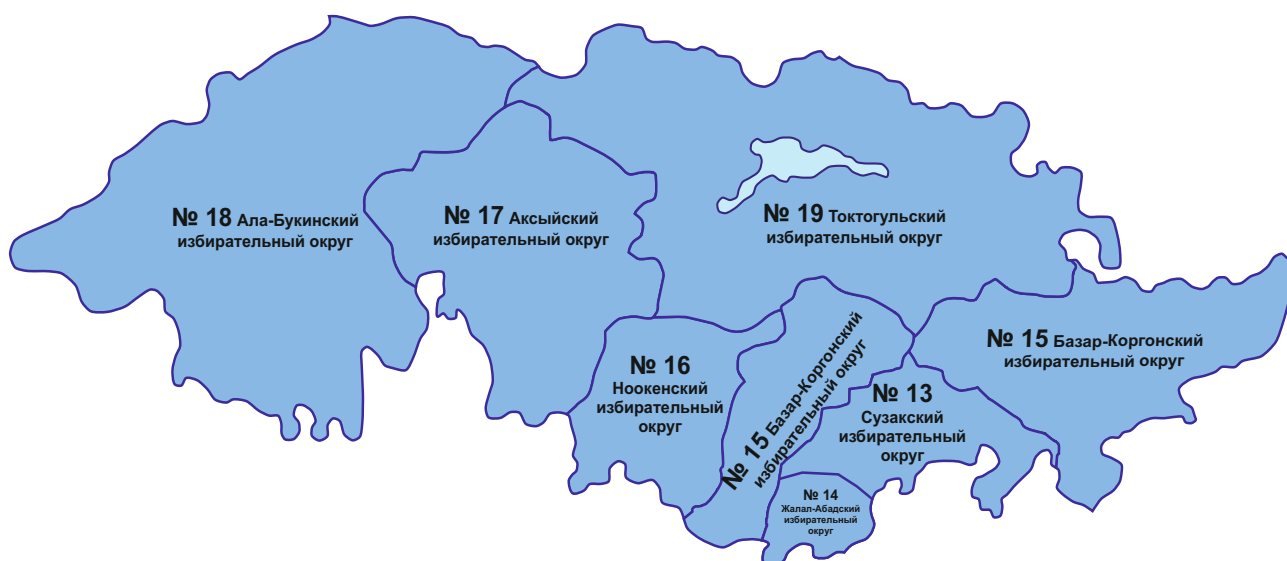 № 18 Ала-Букинский
избирательный округ
№ 17 Аксыйский
избирательный округ
№ 19 Токтогульский
избирательный округ
№ 16
Ноокенский
избирательный
округ
№ 15 Базар-Коргонский
избирательный округ
№ 13
Сузакский
избирательный
округ
№ 15 Базар-Коргонский
избирательный округ
№ 14
Жалал-Абадский
избирательный
округ